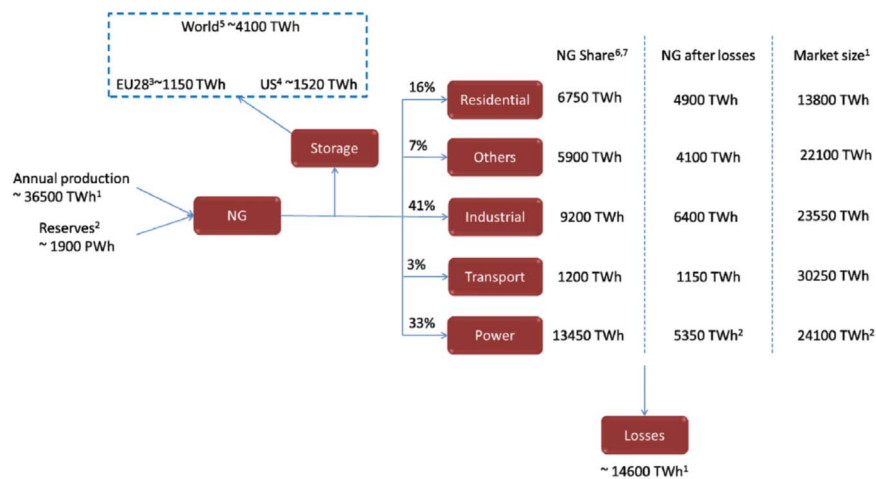 World⁵ ~4100 TWh
EU28³~1150 TWh US⁴ ~1520 TWh
Storage
Annual production
~ 36500 TWh¹
Reserves²
~ 1900 PWh
NG
NG Share⁶,⁷ NG after losses Market size¹
16% Residential 6750 TWh 4900 TWh 13800 TWh
7% Others 5900 TWh 4100 TWh 22100 TWh
41% Industrial 9200 TWh 6400 TWh 23550 TWh
3% Transport 1200 TWh 1150 TWh 30250 TWh
33% Power 13450 TWh 5350 TWh² 24100 TWh²
Losses
~ 14600 TWh¹